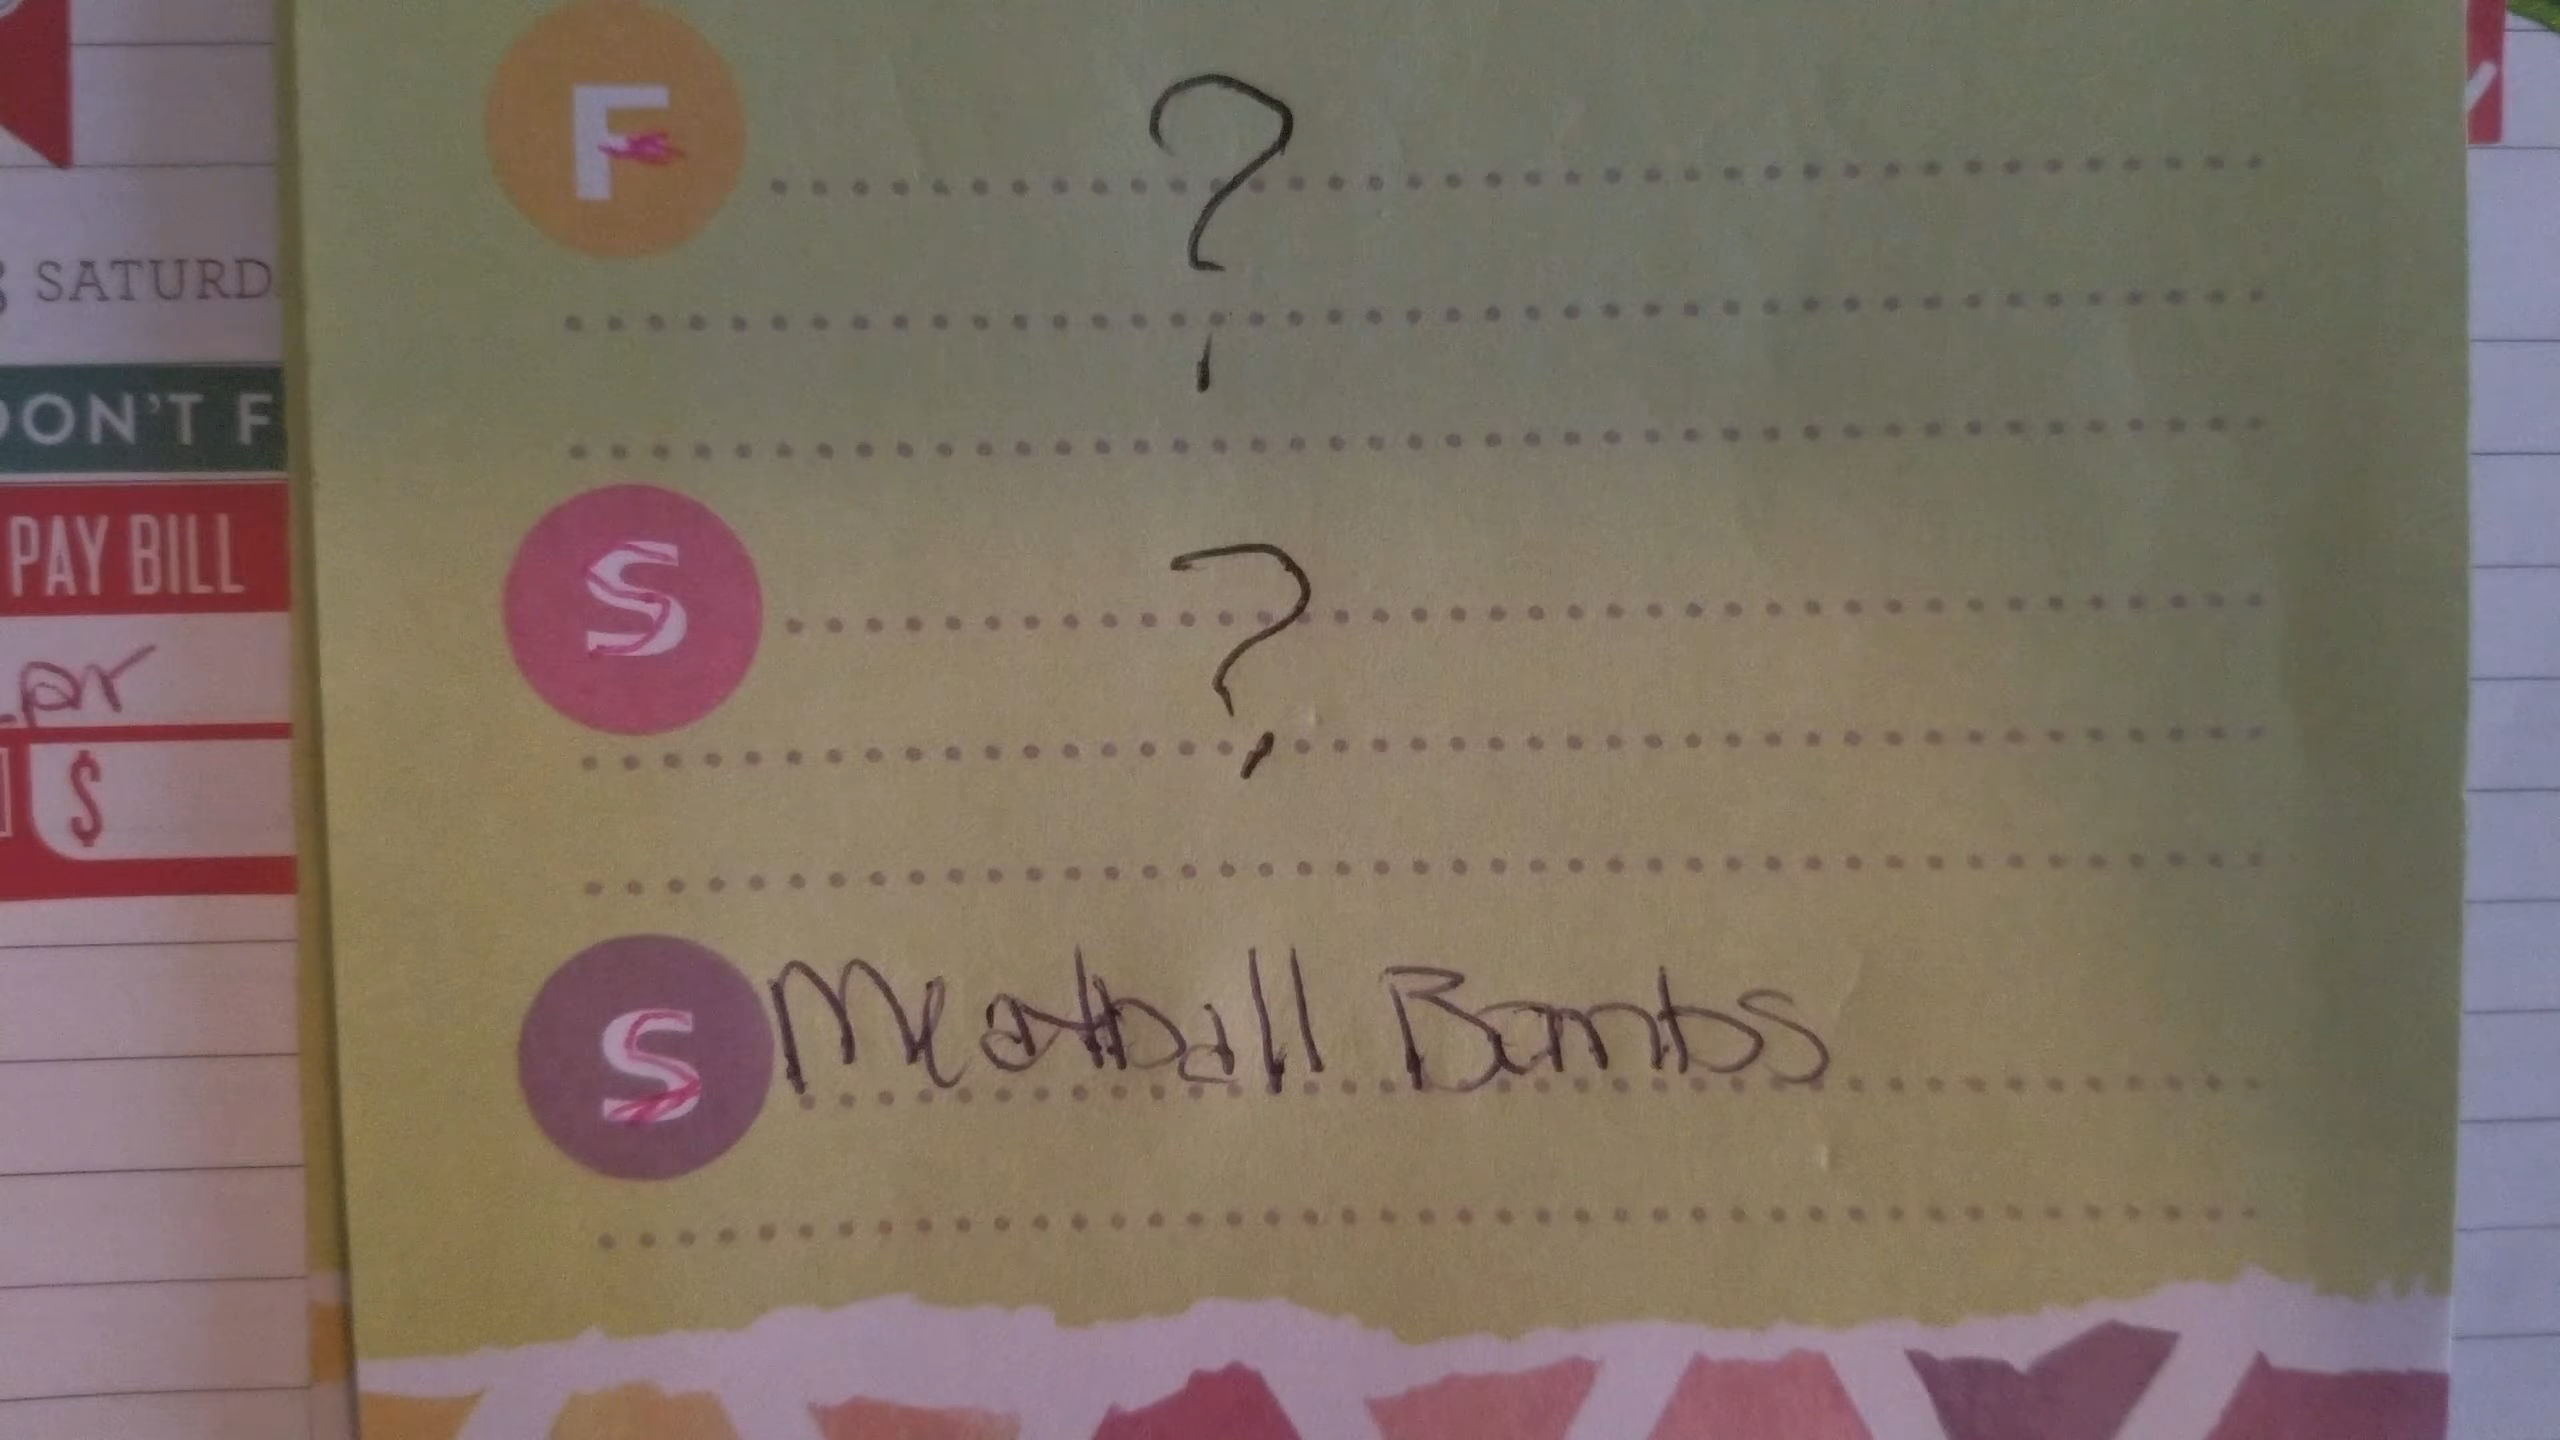 F ?
SATURD
DON'T F
PAY BILL
S ?
pr
$
S Meatball Bombs